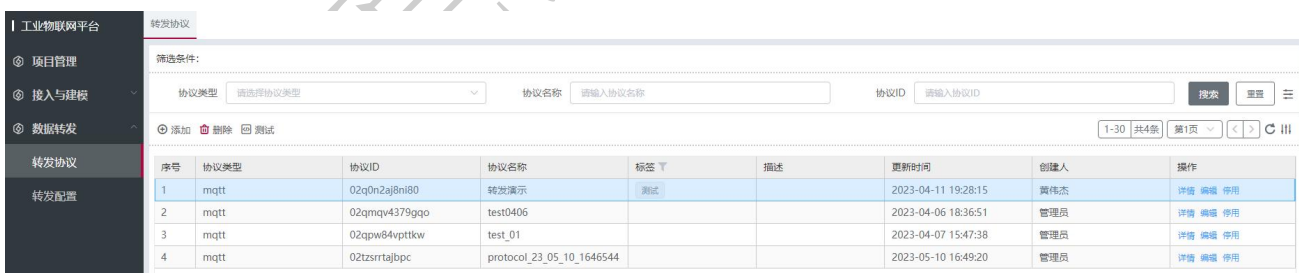 工业物联网平台
转发协议
项目管理
接入与建模
数据转发
转发协议
转发配置
筛选条件：
协议类型 请选择协议类型 协议名称 请输入协议名称 协议ID 请输入协议ID 搜索 重置
添加 删除 测试 1-30 共4条 第1页
序号 协议类型 协议ID 协议名称 标签 描述 更新时间 创建人 操作
1 mqtt 02q0n2aj8ni80 转发演示 测试 2023-04-11 19:28:15 黄伟杰 详情 编辑 停用
2 mqtt 02qmqv4379gqo test0406 2023-04-06 18:36:51 管理员 详情 编辑 停用
3 mqtt 02qpw84vpttkw test_01 2023-04-07 15:47:38 管理员 详情 编辑 停用
4 mqtt 02tzsrrtajbpc protocol_23_05_10_1646544 2023-05-10 16:49:20 管理员 详情 编辑 停用